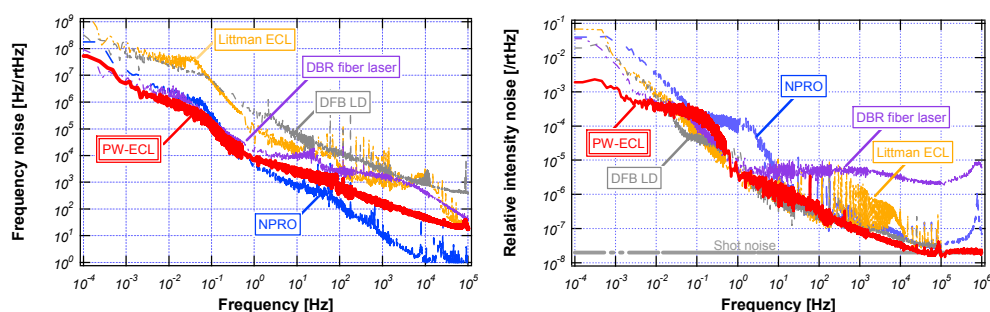 Frequency noise [Hz/rtHz]
10^9
10^8
10^7
10^6
10^5
10^4
10^3
10^2
10^1
10^0
Littman ECL
DBR fiber laser
DFB LD
PW-ECL
NPRO
10^-4
10^-3
10^-2
10^-1
10^0
10^1
10^2
10^3
10^4
10^5
Frequency [Hz]
Relative intensity noise [/rtHz]
10^-1
10^-2
10^-3
10^-4
10^-5
10^-6
10^-7
10^-8
NPRO
DBR fiber laser
PW-ECL
Littman ECL
DFB LD
Shot noise
10^-4
10^-3
10^-2
10^-1
10^0
10^1
10^2
10^3
10^4
10^5
10^6
Frequency [Hz]